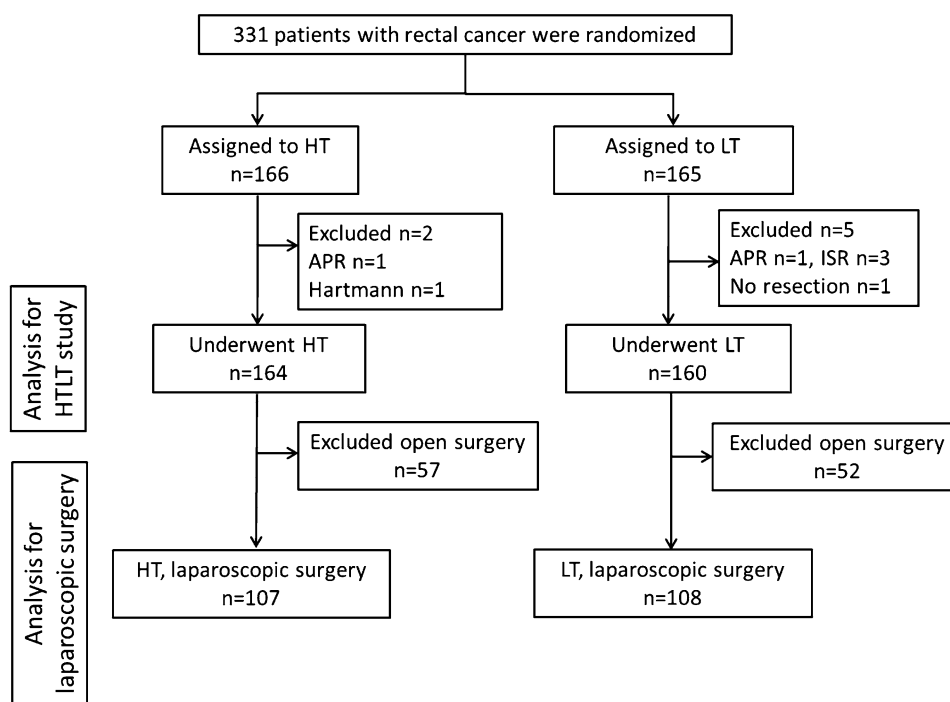 331 patients with rectal cancer were randomized
Assigned to HT
n=166
Assigned to LT
n=165
Excluded n=2
APR n=1
Hartmann n=1
Excluded n=5
APR n=1, ISR n=3
No resection n=1
Analysis for
HTLT study
Underwent HT
n=164
Underwent LT
n=160
Excluded open surgery
n=57
Excluded open surgery
n=52
Analysis for
laparoscopic surgery
HT, laparoscopic surgery
n=107
LT, laparoscopic surgery
n=108